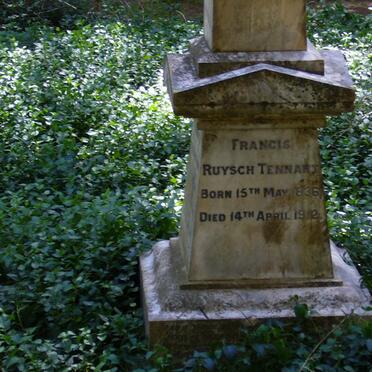 FRANCIS
RUYSCH TENNANT
BORN 15TH MAY, 1836
DIED 14TH APRIL 1912